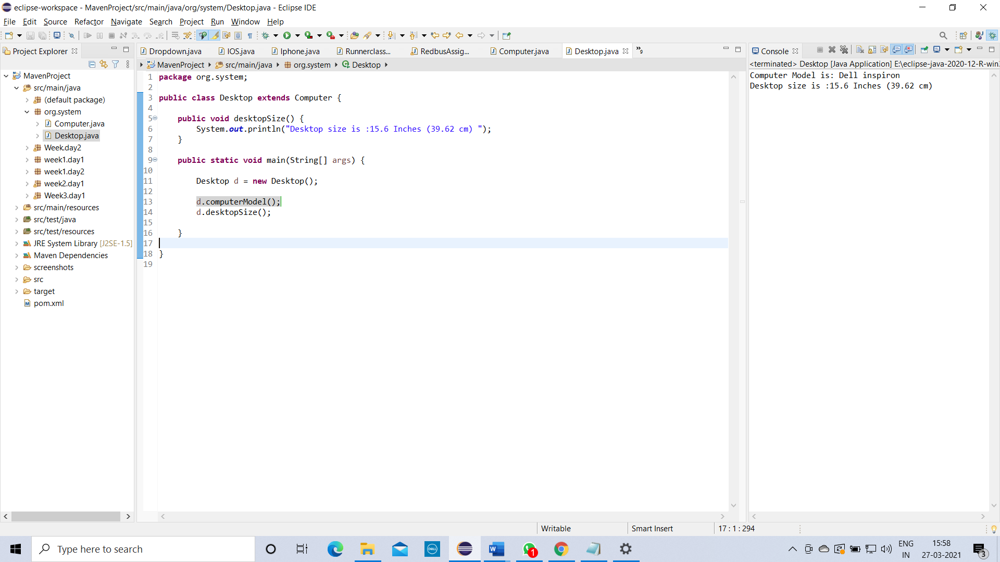 eclipse-workspace - MavenProject/src/main/java/org/system/Desktop.java - Eclipse IDE
File Edit Source Refactor Navigate Search Project Run Window Help
Project Explorer
MavenProject
src/main/java
(default package)
org.system
Computer.java
Desktop.java
Week.day2
week1.day1
week1.day2
week2.day1
Week3.day1
src/main/resources
src/test/java
src/test/resources
JRE System Library [J2SE-1.5]
Maven Dependencies
screenshots
src
target
pom.xml
Dropdown.java IOS.java Iphone.java Runnerclass... RedbusAssig... Computer.java Desktop.java »9
MavenProject src/main/java org.system Desktop
1 package org.system;
2
3 public class Desktop extends Computer {
4
5 public void desktopSize() {
6 System.out.println("Desktop size is :15.6 Inches (39.62 cm) ");
7 }
8
9 public static void main(String[] args) {
10
11 Desktop d = new Desktop();
12
13 d.computerModel();
14 d.desktopSize();
15
16 }
17
18 }
19
Console
<terminated> Desktop [Java Application] E:\eclipse-java-2020-12-R-win
Computer Model is: Dell inspiron
Desktop size is :15.6 Inches (39.62 cm)
Writable Smart Insert 17 : 1 : 294
Type here to search
DELL
W
1
ENG
IN
15:58
27-03-2021
3